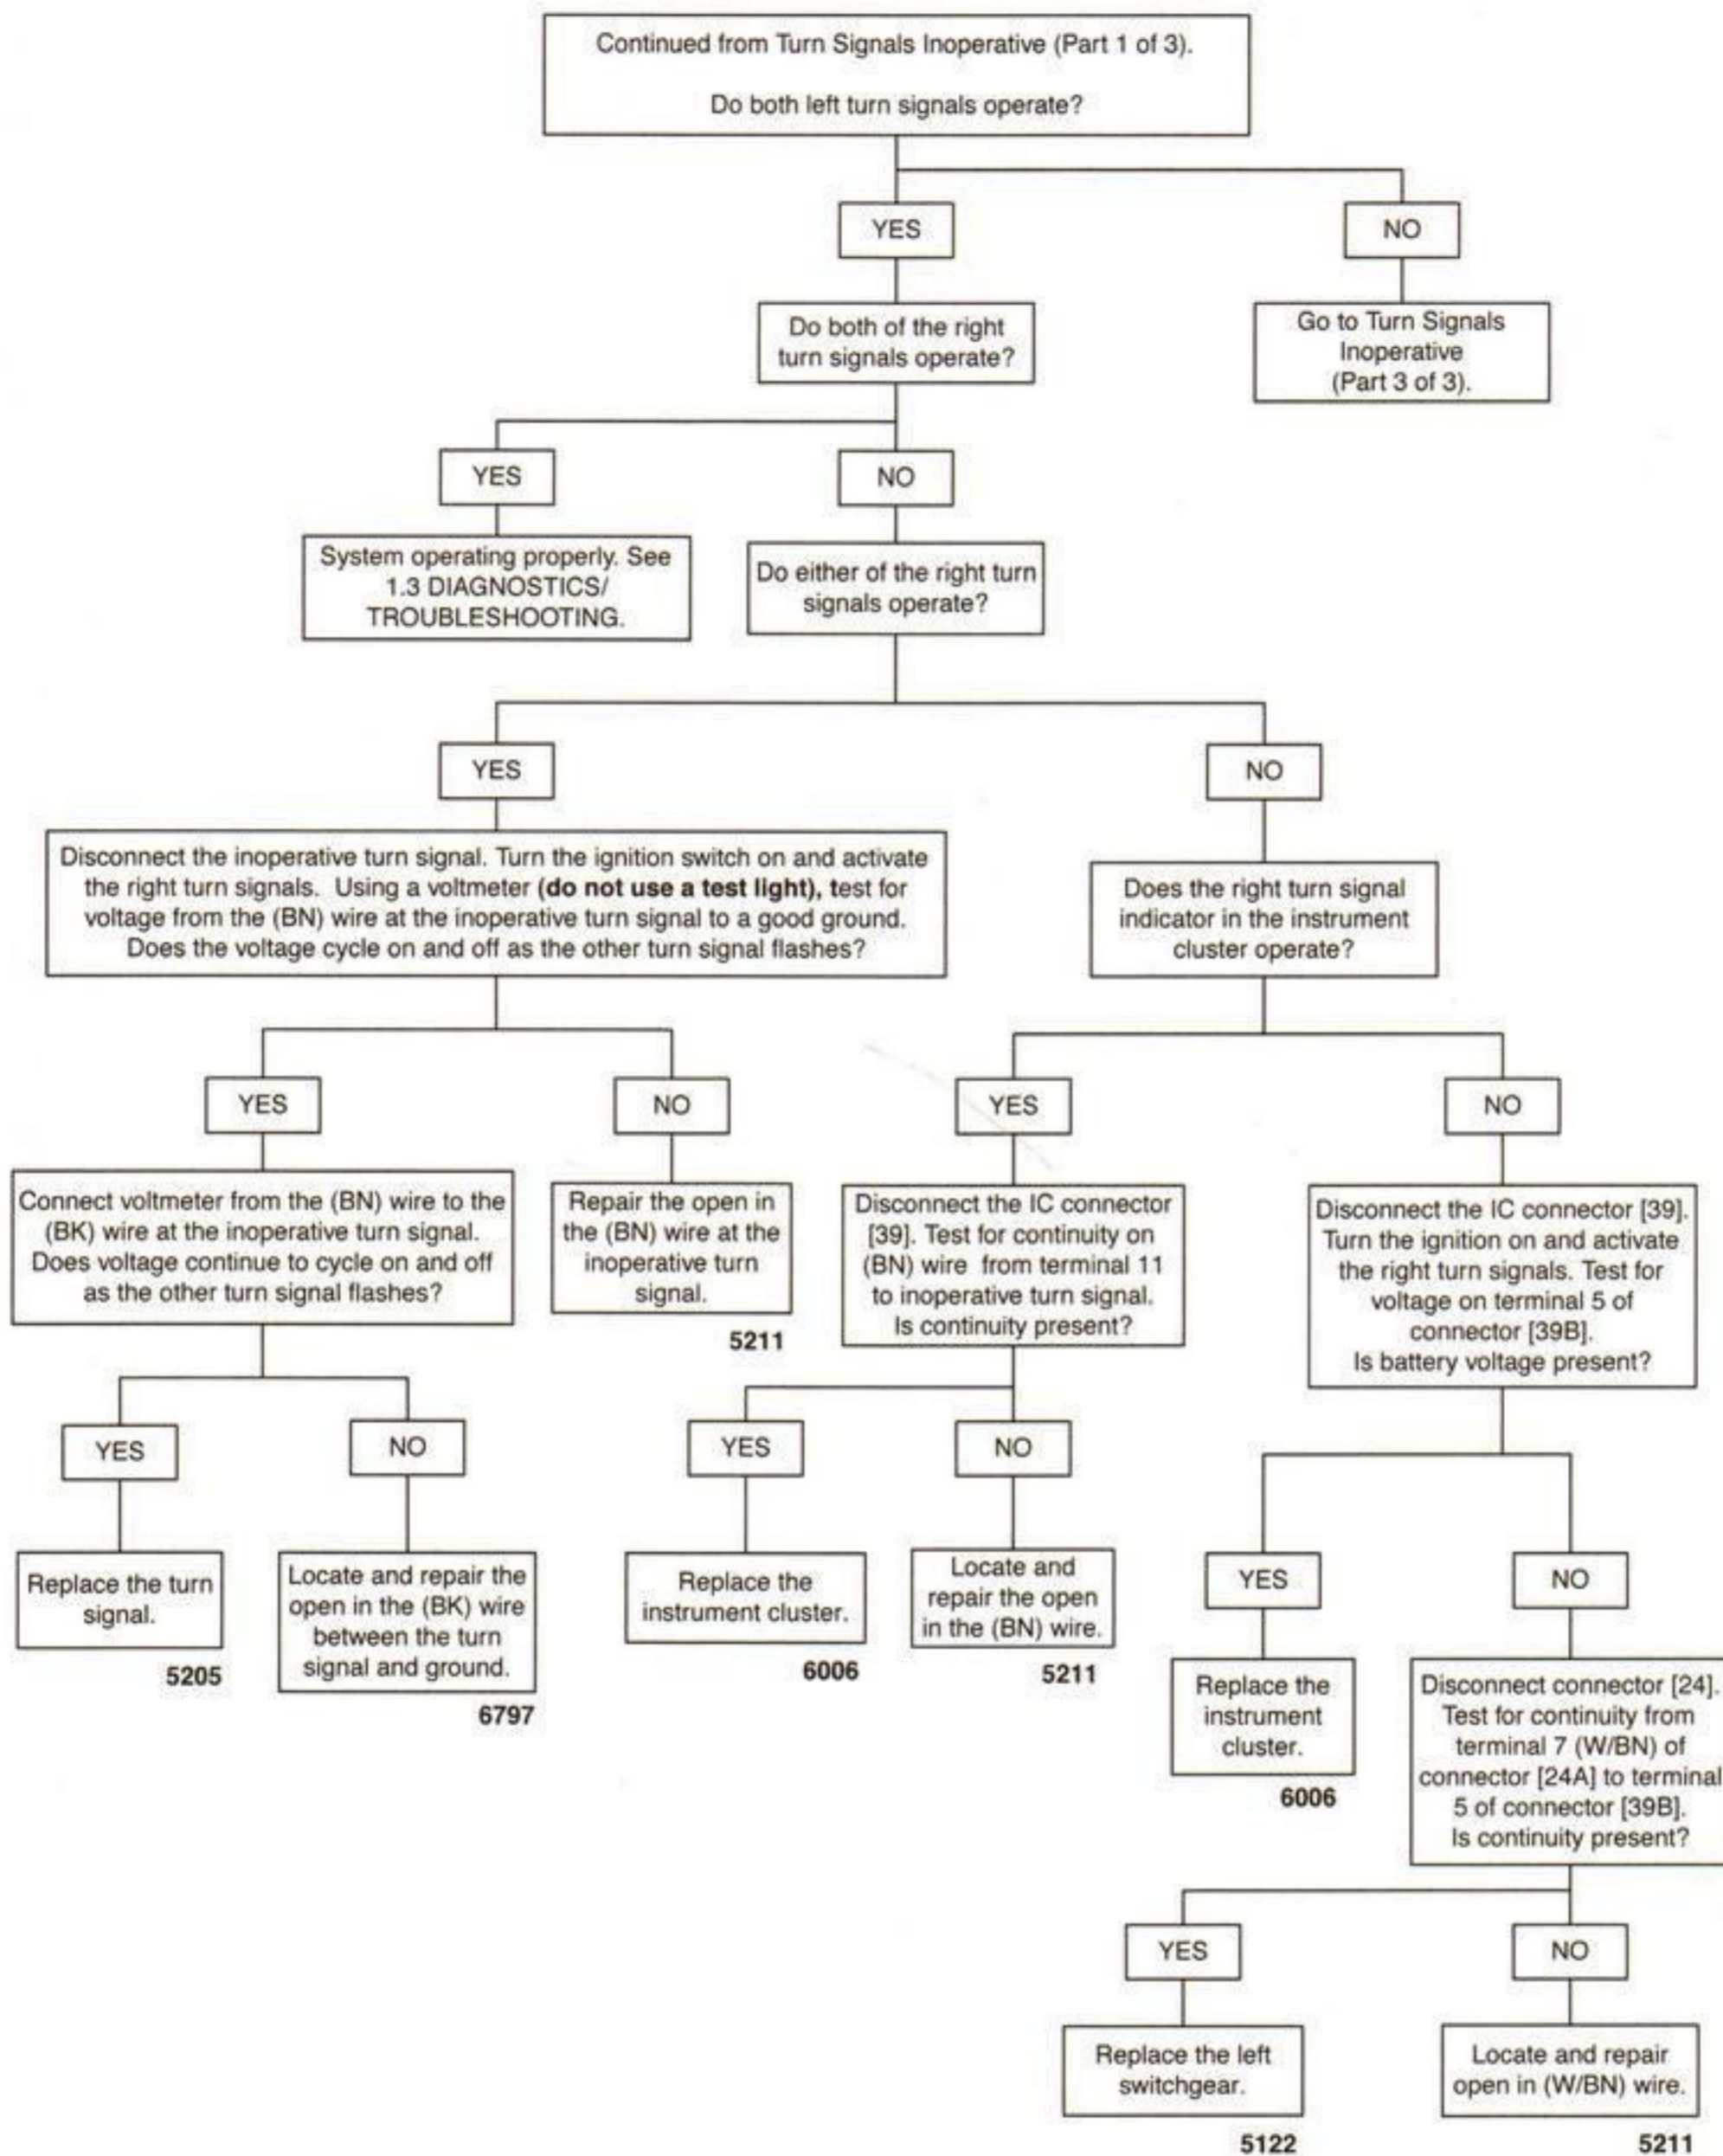 Continued from Turn Signals Inoperative (Part 1 of 3).
Do both left turn signals operate?
YES
NO
Do both of the right
turn signals operate?
Go to Turn Signals
Inoperative
(Part 3 of 3).
YES
NO
System operating properly. See
1.3 DIAGNOSTICS/
TROUBLESHOOTING.
Do either of the right turn
signals operate?
YES
NO
Disconnect the inoperative turn signal. Turn the ignition switch on and activate
the right turn signals. Using a voltmeter (do not use a test light), test for
voltage from the (BN) wire at the inoperative turn signal to a good ground.
Does the voltage cycle on and off as the other turn signal flashes?
Does the right turn signal
indicator in the instrument
cluster operate?
YES
NO
YES
NO
Connect voltmeter from the (BN) wire to the
(BK) wire at the inoperative turn signal.
Does voltage continue to cycle on and off
as the other turn signal flashes?
Repair the open in
the (BN) wire at the
inoperative turn
signal.
5211
Disconnect the IC connector
[39]. Test for continuity on
(BN) wire from terminal 11
to inoperative turn signal.
Is continuity present?
Disconnect the IC connector [39].
Turn the ignition on and activate
the right turn signals. Test for
voltage on terminal 5 of
connector [39B].
Is battery voltage present?
YES
NO
YES
NO
YES
NO
Replace the turn
signal.
5205
Locate and repair the
open in the (BK) wire
between the turn
signal and ground.
6797
Replace the
instrument cluster.
6006
Locate and
repair the open
in the (BN) wire.
5211
Replace the
instrument
cluster.
6006
Disconnect connector [24].
Test for continuity from
terminal 7 (W/BN) of
connector [24A] to terminal
5 of connector [39B].
Is continuity present?
YES
NO
Replace the left
switchgear.
5122
Locate and repair
open in (W/BN) wire.
5211